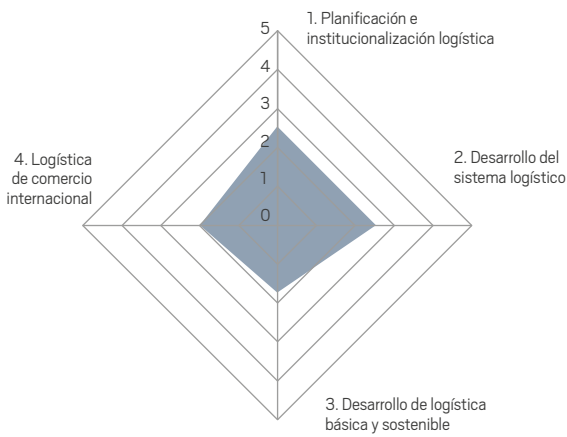 1. Planificación e
institucionalización logística
5
4
3
2
1
0
2. Desarrollo del
sistema logístico
4. Logística
de comercio
internacional
3. Desarrollo de logística
básica y sostenible